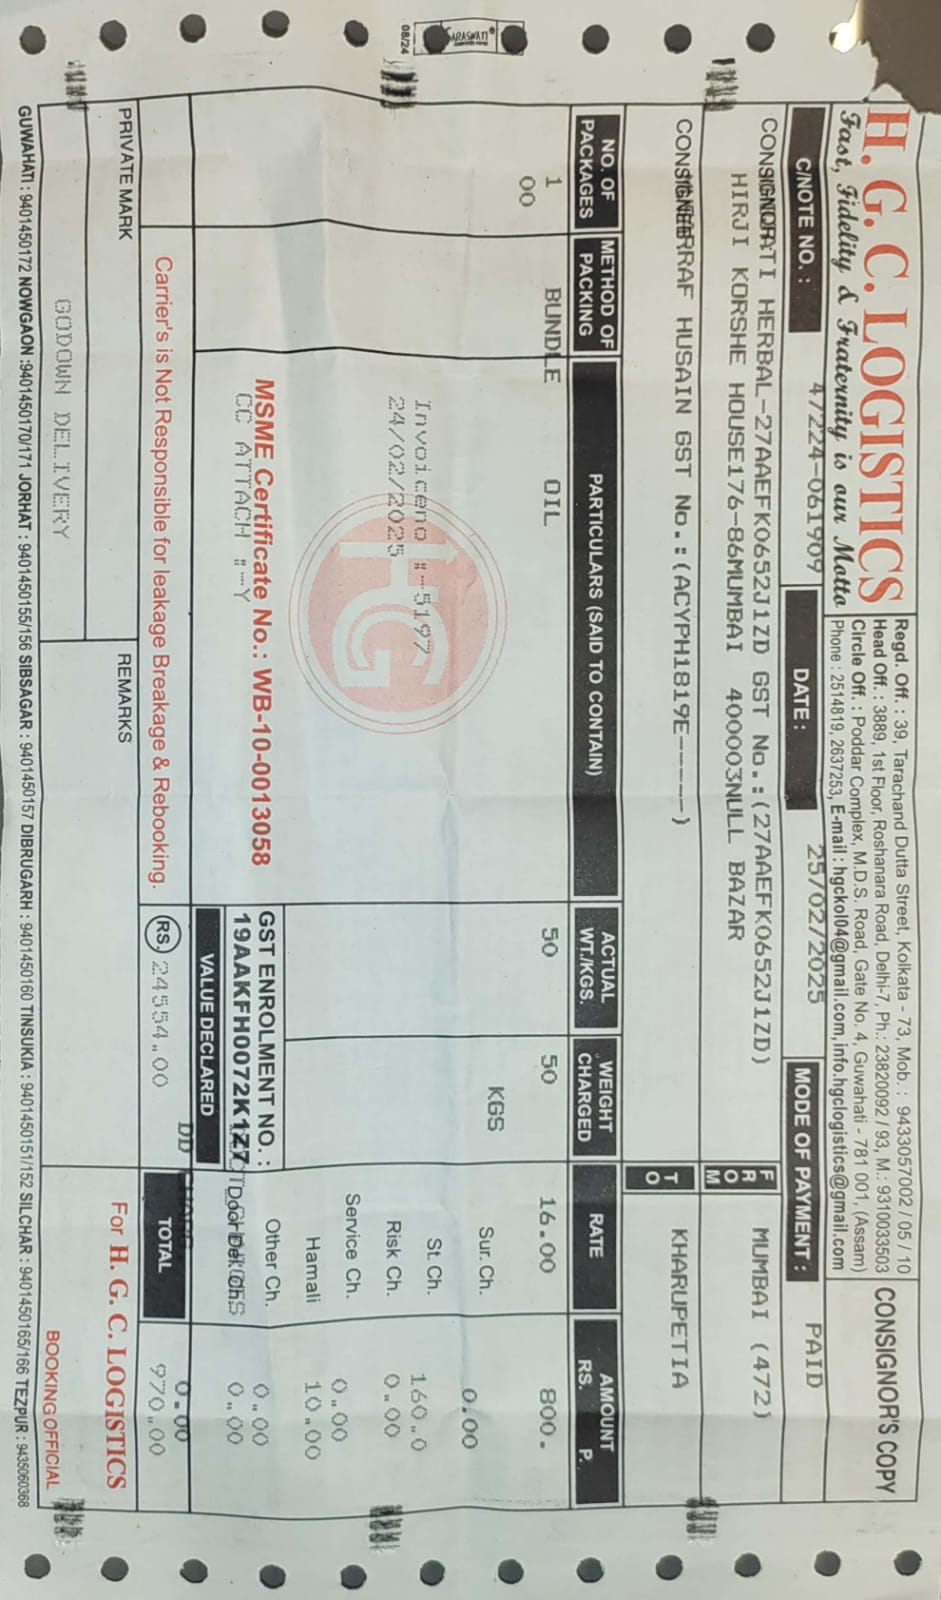 SARASWATI
08/24
H. G. C. LOGISTICS
Fast, Fidelity & Fraternity is our Motto
Regd. Off. : 39, Tarachand Dutta Street, Kolkata - 73, Mob. : 9433057002 / 05 / 10
Head Off. : 3889, 1st Floor, Roshanara Road, Delhi-7, Ph.: 23820092 / 93, M.: 9310033503
Circle Off. : Poddar Complex, M.D.S. Road, Gate No. 4, Guwahati - 781 001, (Assam)
Phone : 2514819, 2637253, E-mail : hgckol04@gmail.com,info.hgclogistics@gmail.com
CONSIGNOR'S COPY
C/NOTE NO. : 47224-061909 DATE : 25/02/2025 MODE OF PAYMENT : PAID
CONSIGNOR HERBAL-27AAEFK0652J1ZD GST No.:(27AAEFK0652J1ZD)
HIRJI KORSHE HOUSE176-86MUMBAI 400003NULL BAZAR
FROM MUMBAI (472)
CONSIGNEE HUSAIN GST No.:(ACYPH1819E-----)
TO KHARUPETIA
NO. OF PACKAGES METHOD OF PACKING PARTICULARS (SAID TO CONTAIN) ACTUAL WT./KGS. WEIGHT CHARGED RATE AMOUNT RS. P.
1 BUNDLE OIL 50 50 16.00 800.
00
KGS
Sur. Ch. 0.00
St. Ch. 160.0
Invoiceno :-5197
24/02/2025
Risk Ch. 0.00
Service Ch. 0.00
Hamali 10.00
HG
MSME Certificate No.: WB-10-0013058
CC ATTACH :-Y
GST ENROLMENT NO. :
19AAKFH0072K1Z7
Other Ch. 0.00
Door Del. Ch. 0.00
VALUE DECLARED
DD 0.00
Carrier's is Not Responsible for leakage Breakage & Rebooking.
RS. 24554.00
TOTAL 970.00
PRIVATE MARK
REMARKS
For H. G. C. LOGISTICS
GODOWN DELIVERY
BOOKING OFFICIAL
GUWAHATI : 9401450172 NOWGAON :9401450170/171 JORHAT : 9401450155/156 SIBSAGAR : 9401450157 DIBRUGARH : 9401450160 TINSUKIA : 9401450151/152 SILCHAR : 9401450165/166 TEZPUR : 9435060368